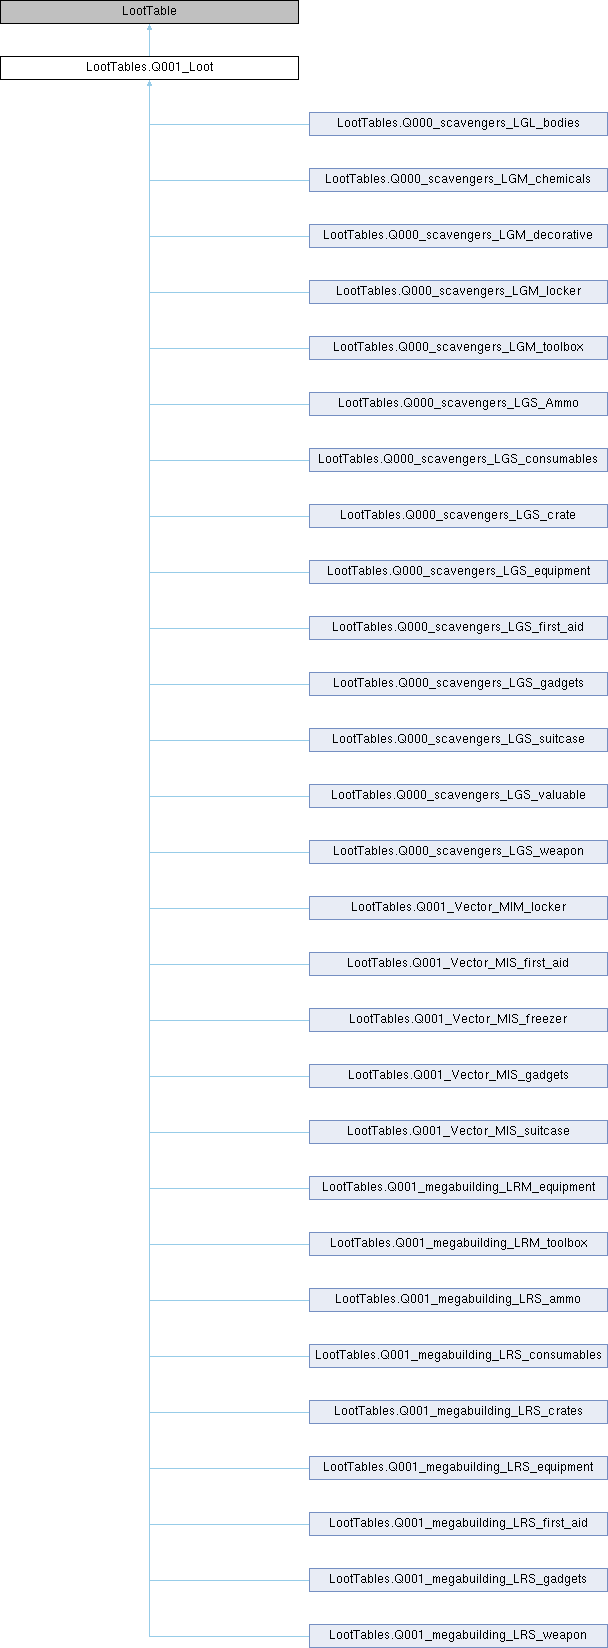 LootTable
LootTables.Q001_Loot
LootTables.Q000_scavengers_LGL_bodies
LootTables.Q000_scavengers_LGM_chemicals
LootTables.Q000_scavengers_LGM_decorative
LootTables.Q000_scavengers_LGM_locker
LootTables.Q000_scavengers_LGM_toolbox
LootTables.Q000_scavengers_LGS_Ammo
LootTables.Q000_scavengers_LGS_consumables
LootTables.Q000_scavengers_LGS_crate
LootTables.Q000_scavengers_LGS_equipment
LootTables.Q000_scavengers_LGS_first_aid
LootTables.Q000_scavengers_LGS_gadgets
LootTables.Q000_scavengers_LGS_suitcase
LootTables.Q000_scavengers_LGS_valuable
LootTables.Q000_scavengers_LGS_weapon
LootTables.Q001_Vector_MIM_locker
LootTables.Q001_Vector_MIS_first_aid
LootTables.Q001_Vector_MIS_freezer
LootTables.Q001_Vector_MIS_gadgets
LootTables.Q001_Vector_MIS_suitcase
LootTables.Q001_megabuilding_LRM_equipment
LootTables.Q001_megabuilding_LRM_toolbox
LootTables.Q001_megabuilding_LRS_ammo
LootTables.Q001_megabuilding_LRS_consumables
LootTables.Q001_megabuilding_LRS_crates
LootTables.Q001_megabuilding_LRS_equipment
LootTables.Q001_megabuilding_LRS_first_aid
LootTables.Q001_megabuilding_LRS_gadgets
LootTables.Q001_megabuilding_LRS_weapon